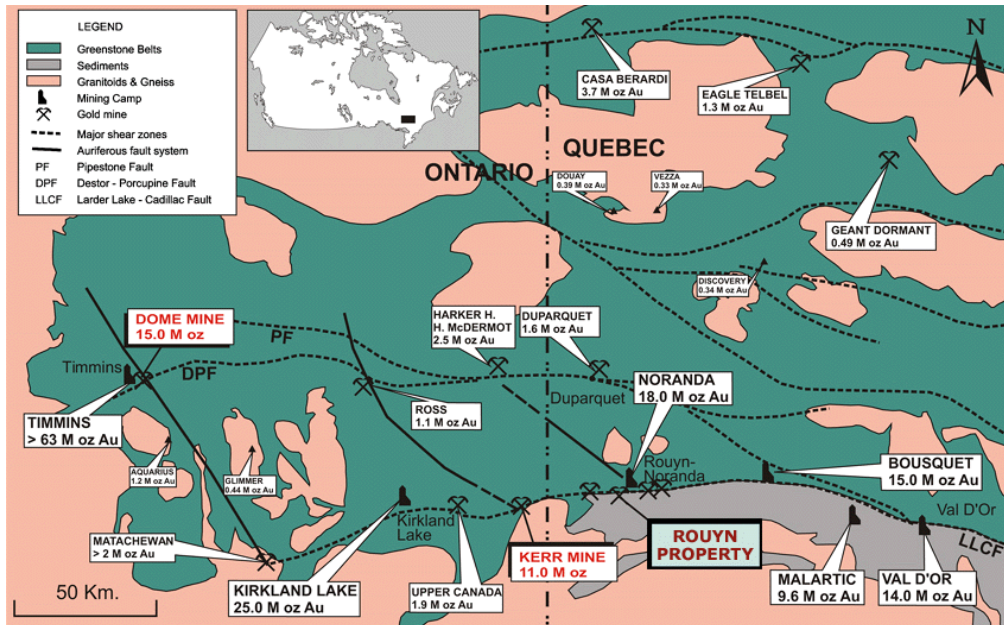 LEGEND
Greenstone Belts
Sediments
Granitoids & Gneiss
Mining Camp
Gold mine
Major shear zones
Auriferous fault system
PF Pipestone Fault
DPF Destor - Porcupine Fault
LLCF Larder Lake - Cadillac Fault
N
CASA BERARDI
3.7 M oz Au
EAGLE TELBEL
1.3 M oz Au
ONTARIO
QUEBEC
DOUAY
0.39 M oz Au
VEZZA
0.33 M oz Au
GEANT DORMANT
0.49 M oz Au
DISCOVERY
0.34 M oz Au
DOME MINE
15.0 M oz
PF
HARKER H.
H. McDERMOT
2.5 M oz Au
DUPARQUET
1.6 M oz Au
Timmins
DPF
NORANDA
18.0 M oz Au
Duparquet
TIMMINS
> 63 M oz Au
ROSS
1.1 M oz Au
AQUARIUS
1.2 M oz Au
GLIMMER
0.44 M oz Au
Rouyn-
Noranda
BOUSQUET
15.0 M oz Au
Val D'Or
Kirkland
Lake
MATACHEWAN
> 2 M oz Au
ROUYN
PROPERTY
LLCF
KERR MINE
11.0 M oz
KIRKLAND LAKE
25.0 M oz Au
UPPER CANADA
1.9 M oz Au
MALARTIC
9.6 M oz Au
VAL D'OR
14.0 M oz Au
50 Km.